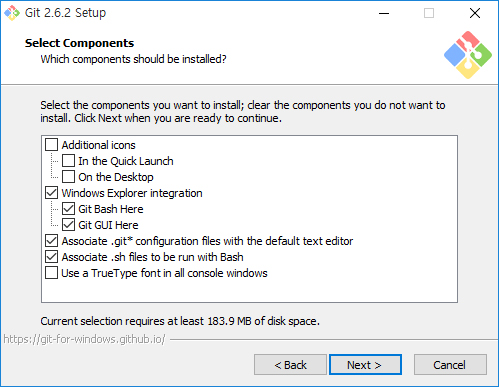 Git 2.6.2 Setup
Select Components
Which components should be installed?
Select the components you want to install; clear the components you do not want to
install. Click Next when you are ready to continue.
Additional icons
In the Quick Launch
On the Desktop
Windows Explorer integration
Git Bash Here
Git GUI Here
Associate .git* configuration files with the default text editor
Associate .sh files to be run with Bash
Use a TrueType font in all console windows
Current selection requires at least 183.9 MB of disk space.
https://git-for-windows.github.io/
< Back
Next >
Cancel